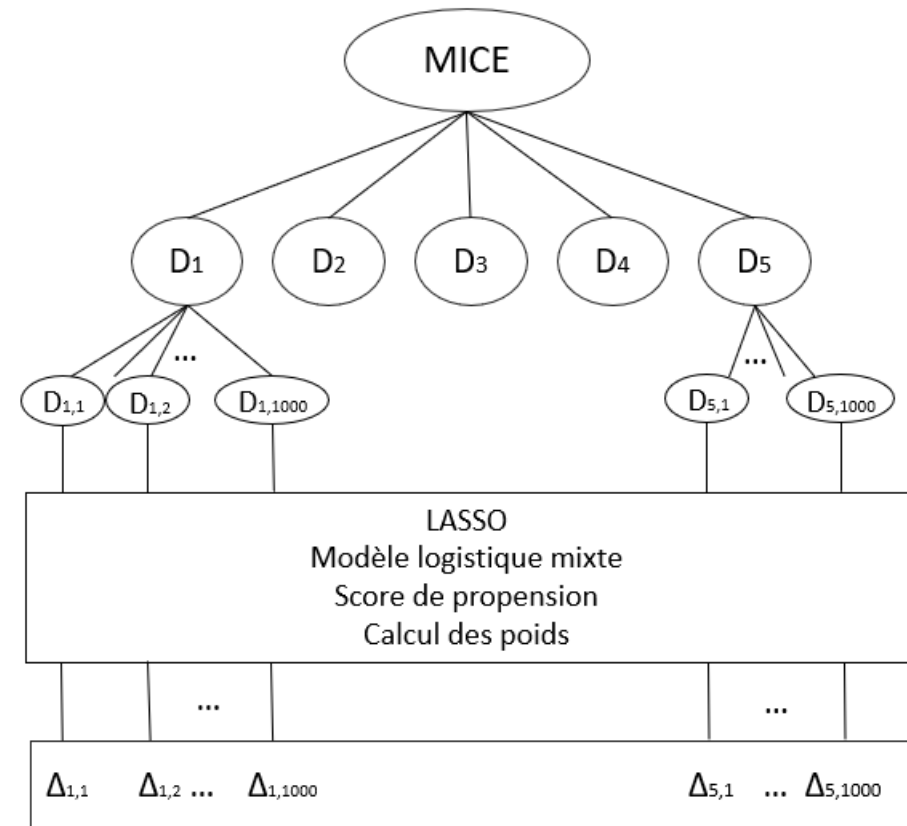 MICE
D1 D2 D3 D4 D5
... ...
D1,1 D1,2 D1,1000 D5,1 D5,1000
LASSO
Modèle logistique mixte
Score de propension
Calcul des poids
... ...
Δ1,1 Δ1,2 ... Δ1,1000 Δ5,1 ... Δ5,1000